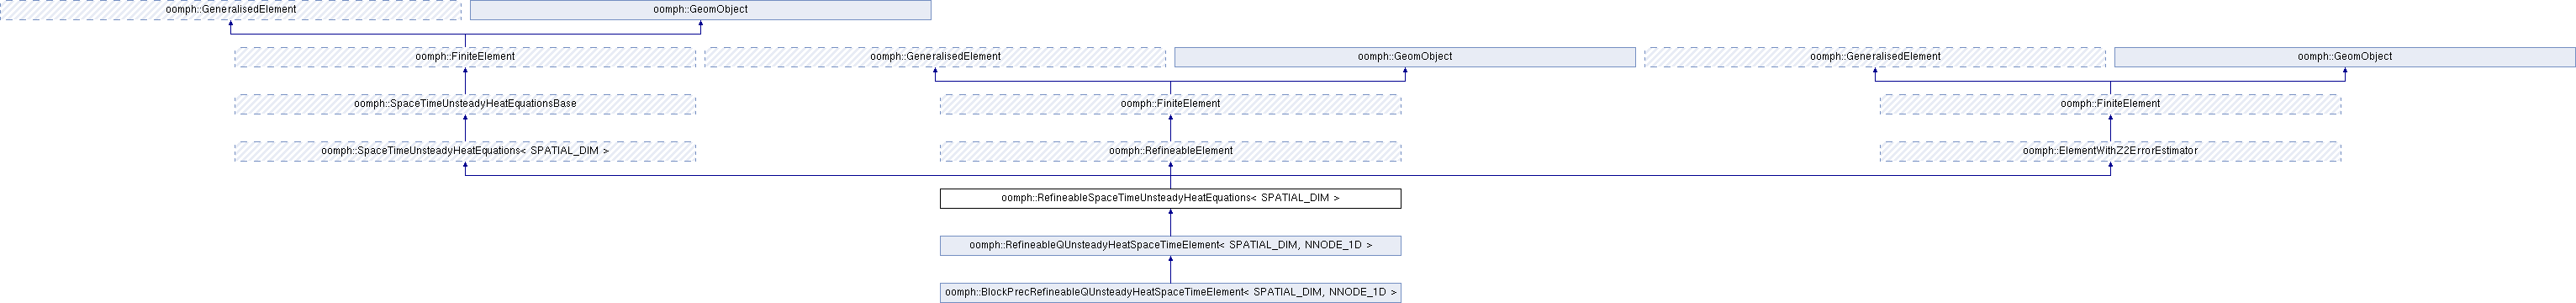 oomph::GeneralisedElement
oomph::GeomObject
oomph::FiniteElement
oomph::GeneralisedElement
oomph::GeomObject
oomph::GeneralisedElement
oomph::GeomObject
oomph::SpaceTimeUnsteadyHeatEquationsBase
oomph::FiniteElement
oomph::FiniteElement
oomph::SpaceTimeUnsteadyHeatEquations< SPATIAL_DIM >
oomph::RefineableElement
oomph::ElementWithZ2ErrorEstimator
oomph::RefineableSpaceTimeUnsteadyHeatEquations< SPATIAL_DIM >
oomph::RefineableQUnsteadyHeatSpaceTimeElement< SPATIAL_DIM, NNODE_1D >
oomph::BlockPrecRefineableQUnsteadyHeatSpaceTimeElement< SPATIAL_DIM, NNODE_1D >